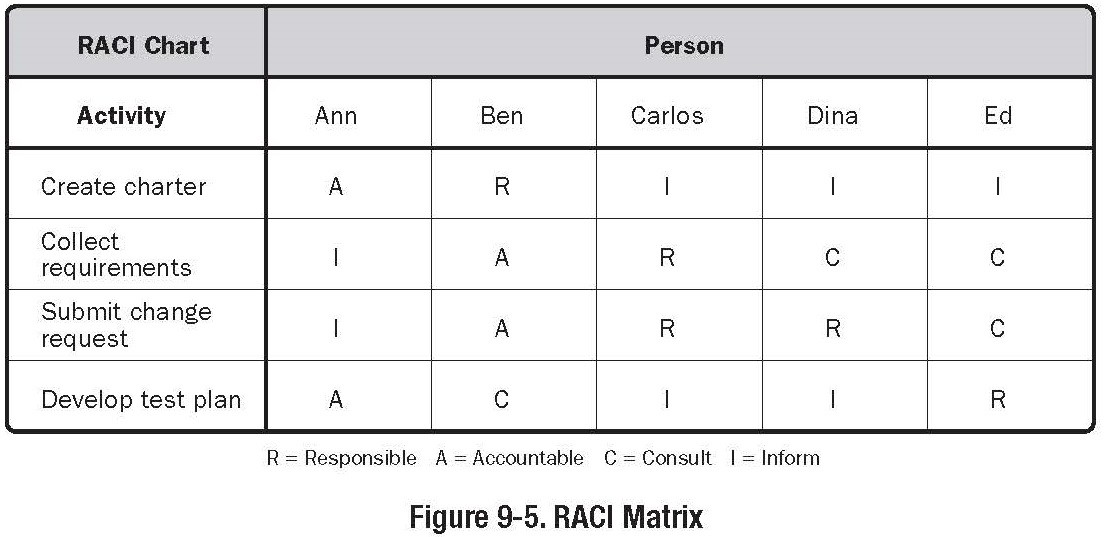 RACI Chart Person
Activity Ann Ben Carlos Dina Ed
Create charter A R I I I
Collect
requirements I A R C C
Submit change
request I A R R C
Develop test plan A C I I R
R = Responsible A = Accountable C = Consult I = Inform
Figure 9-5. RACI Matrix